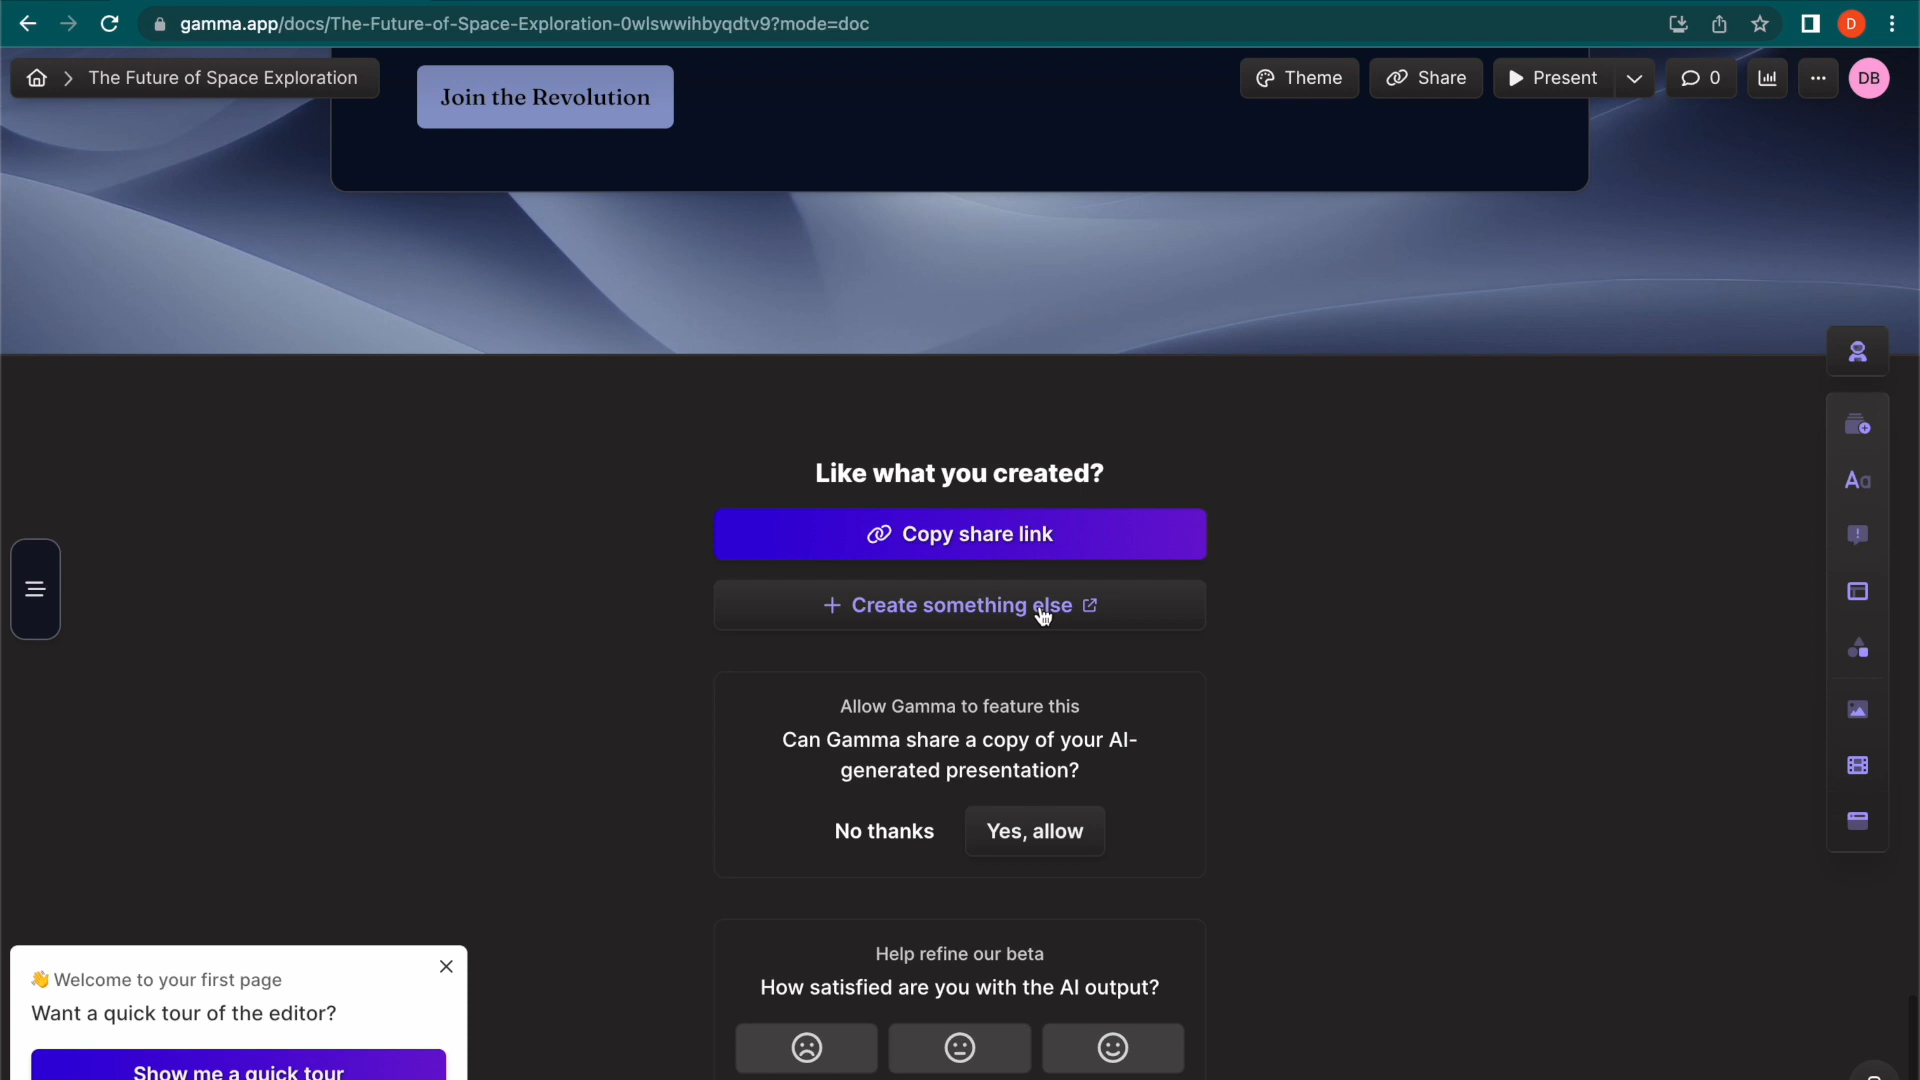 gamma.app/docs/The-Future-of-Space-Exploration-0wlswwihbyqdtv9?mode=doc
D
The Future of Space Exploration
Join the Revolution
Theme
Share
Present
0
DB
Aa
Like what you created?
Copy share link
+ Create something else
Allow Gamma to feature this
Can Gamma share a copy of your AI-
generated presentation?
No thanks
Yes, allow
Help refine our beta
How satisfied are you with the AI output?
👋 Welcome to your first page
Want a quick tour of the editor?
Show me a quick tour